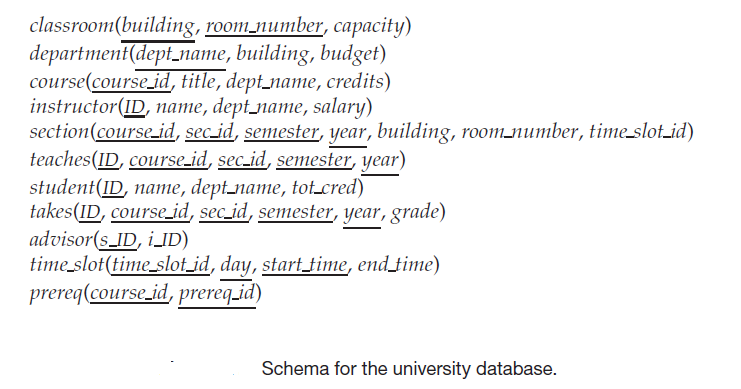 classroom(building, room_number, capacity)
department(dept_name, building, budget)
course(course_id, title, dept_name, credits)
instructor(ID, name, dept_name, salary)
section(course_id, sec_id, semester, year, building, room_number, time_slot_id)
teaches(ID, course_id, sec_id, semester, year)
student(ID, name, dept_name, tot_cred)
takes(ID, course_id, sec_id, semester, year, grade)
advisor(s_ID, i_ID)
time_slot(time_slot_id, day, start_time, end_time)
prereq(course_id, prereq_id)
Schema for the university database.